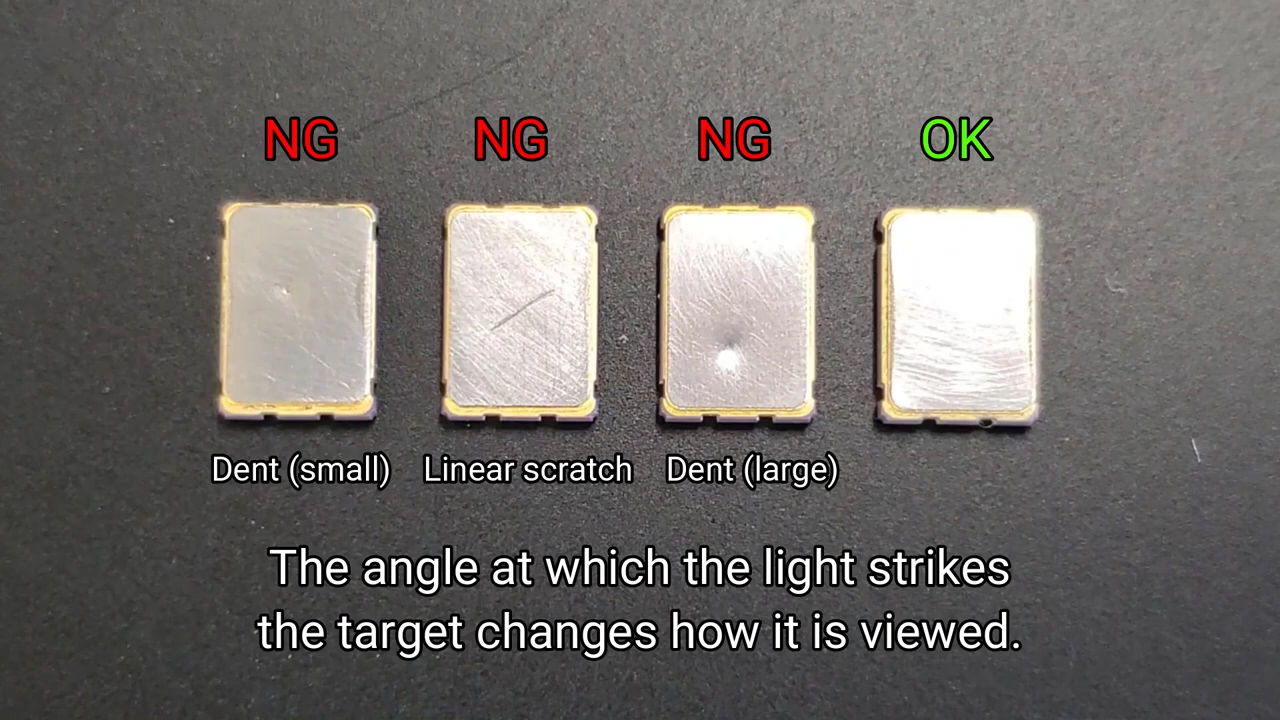 NG NG NG OK
Dent (small) Linear scratch Dent (large)
The angle at which the light strikes
the target changes how it is viewed.